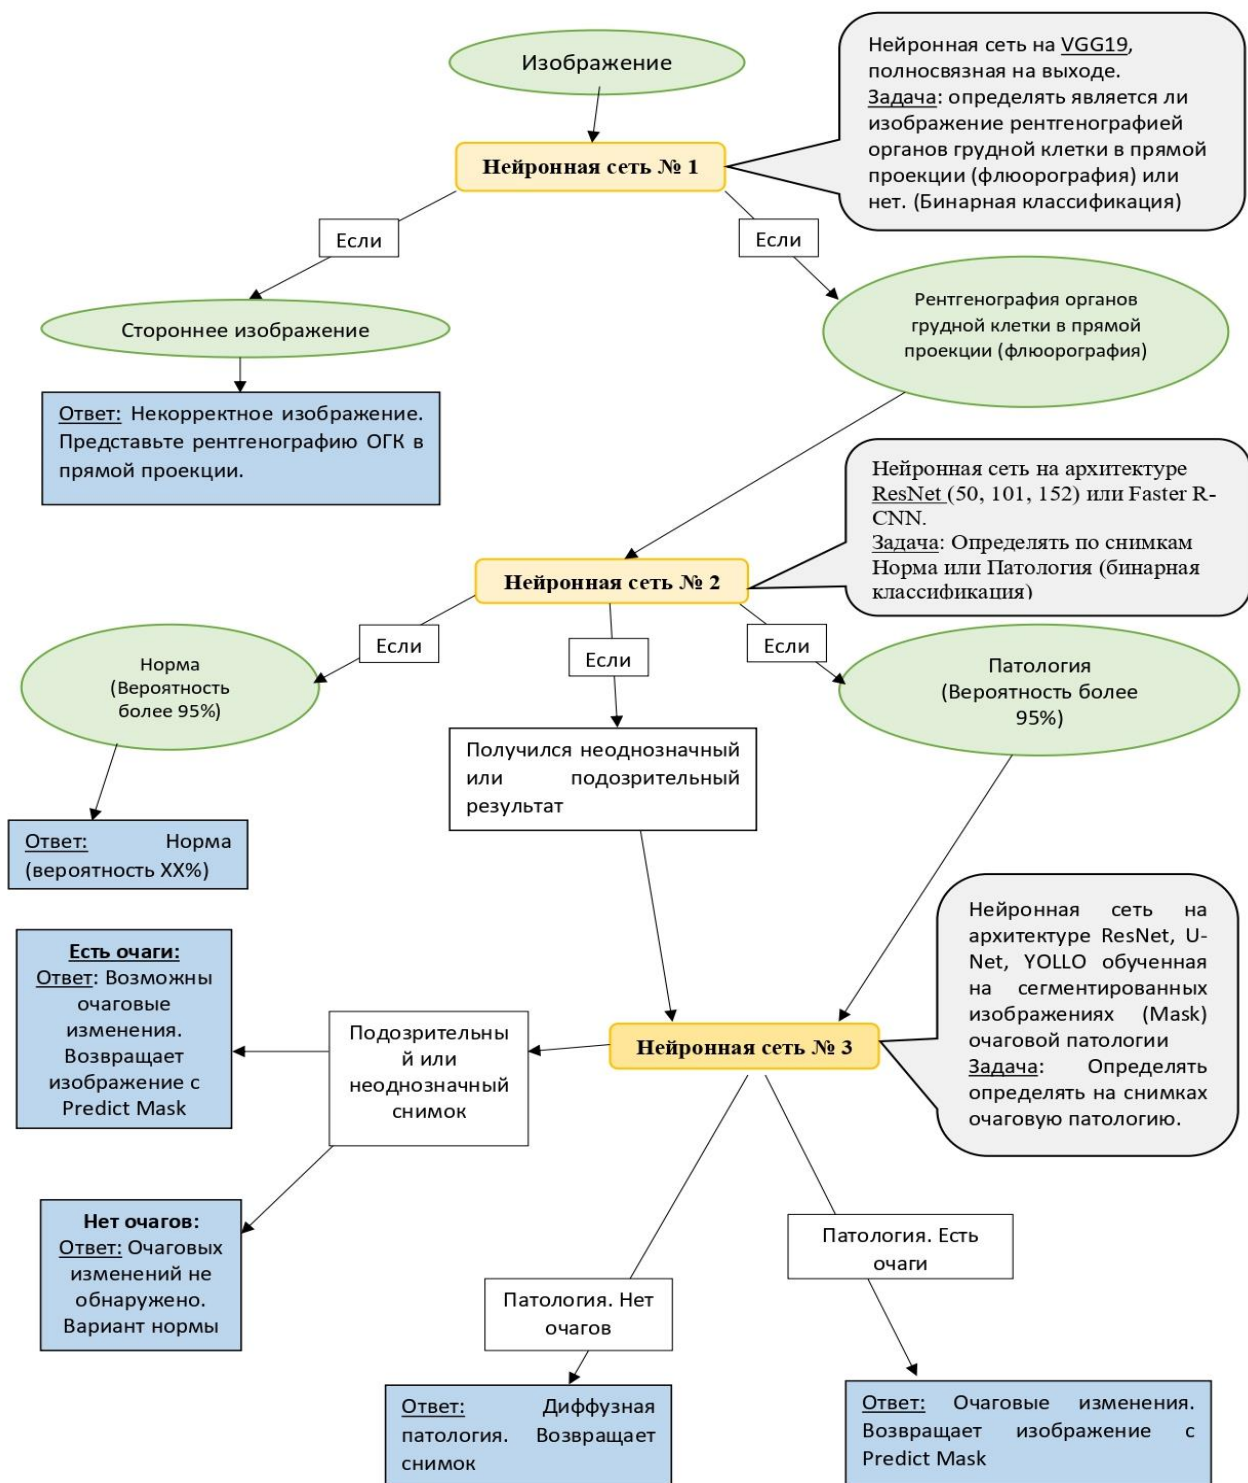 Изображение
Нейронная сеть на VGG19,
полносвязная на выходе.
Задача: определять является ли
изображение рентгенографией
органов грудной клетки в прямой
проекции (флюорография) или
нет. (Бинарная классификация)
Нейронная сеть № 1
Если
Если
Стороннее изображение
Рентгенография органов
грудной клетки в прямой
проекции (флюорография)
Ответ: Некорректное изображение.
Представьте рентгенографию ОГК в
прямой проекции.
Нейронная сеть на архитектуре
ResNet (50, 101, 152) или Faster R-
CNN.
Задача: Определять по снимкам
Норма или Патология (бинарная
классификация)
Нейронная сеть № 2
Если
Если
Если
Норма
(Вероятность
более 95%)
Получился неоднозначный
или подозрительный
результат
Патология
(Вероятность более
95%)
Ответ: Норма
(вероятность XX%)
Нейронная сеть на
архитектуре ResNet, U-
Net, YOLLO обученная
на сегментированных
изображениях (Mask)
очаговой патологии
Задача: Определять
определять на снимках
очаговую патологию.
Есть очаги:
Ответ: Возможны
очаговые
изменения.
Возвращает
изображение с
Predict Mask
Подозрительны
й или
неоднозначный
снимок
Нейронная сеть № 3
Нет очагов:
Ответ: Очаговых
изменений не
обнаружено.
Вариант нормы
Патология. Нет
очагов
Патология. Есть
очаги
Ответ: Диффузная
патология. Возвращает
снимок
Ответ: Очаговые изменения.
Возвращает изображение с
Predict Mask